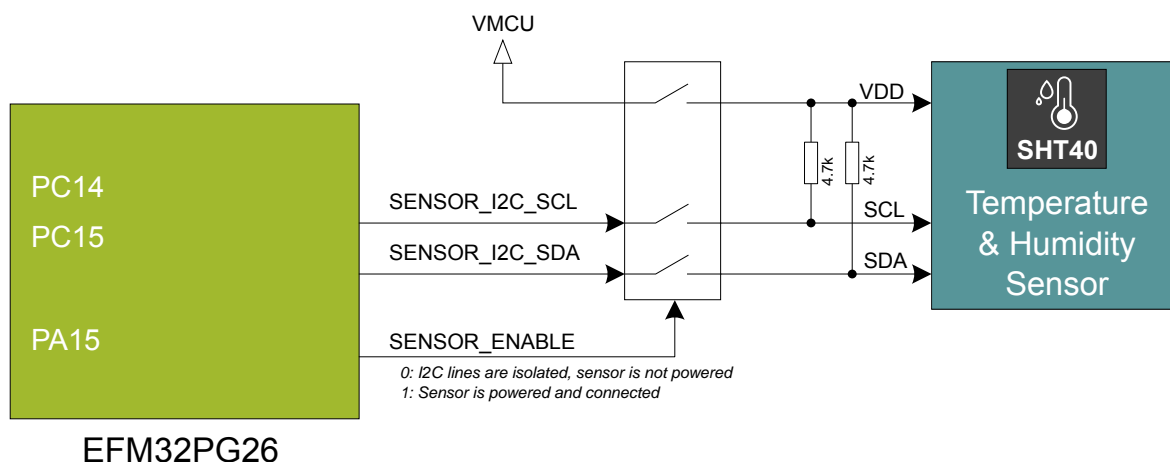 VMCU
VDD
4.7k
4.7k
SHT40
Temperature
& Humidity
Sensor
PC14
PC15
PA15
SENSOR_I2C_SCL
SCL
SENSOR_I2C_SDA
SDA
SENSOR_ENABLE
0: I2C lines are isolated, sensor is not powered
1: Sensor is powered and connected
EFM32PG26